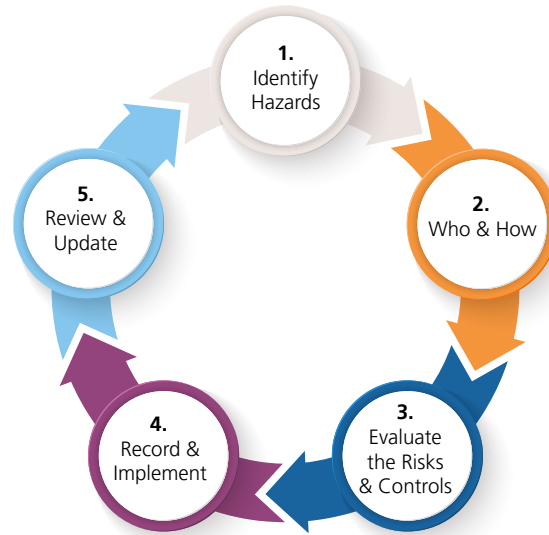 1.
Identify
Hazards
2.
Who & How
3.
Evaluate
the Risks
& Controls
4.
Record &
Implement
5.
Review &
Update